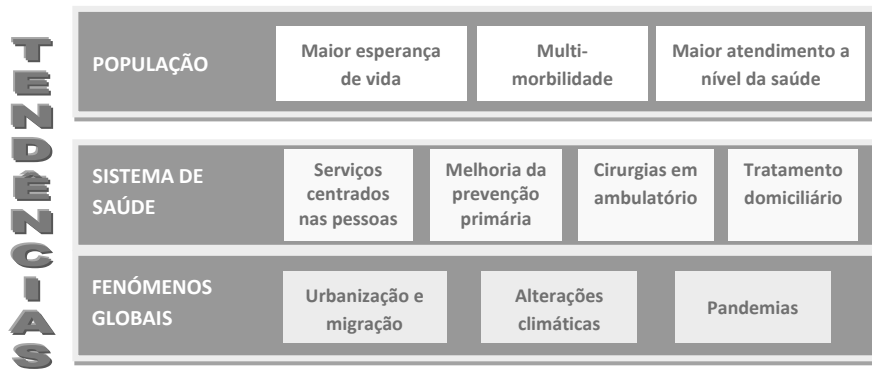 TENDÊNCIAS
POPULAÇÃO
Maior esperança
de vida
Multi-
morbilidade
Maior atendimento a
nível da saúde
SISTEMA DE
SAÚDE
Serviços
centrados
nas pessoas
Melhoria da
prevenção
primária
Cirurgias em
ambulatório
Tratamento
domiciliário
FENÓMENOS
GLOBAIS
Urbanização e
migração
Alterações
climáticas
Pandemias